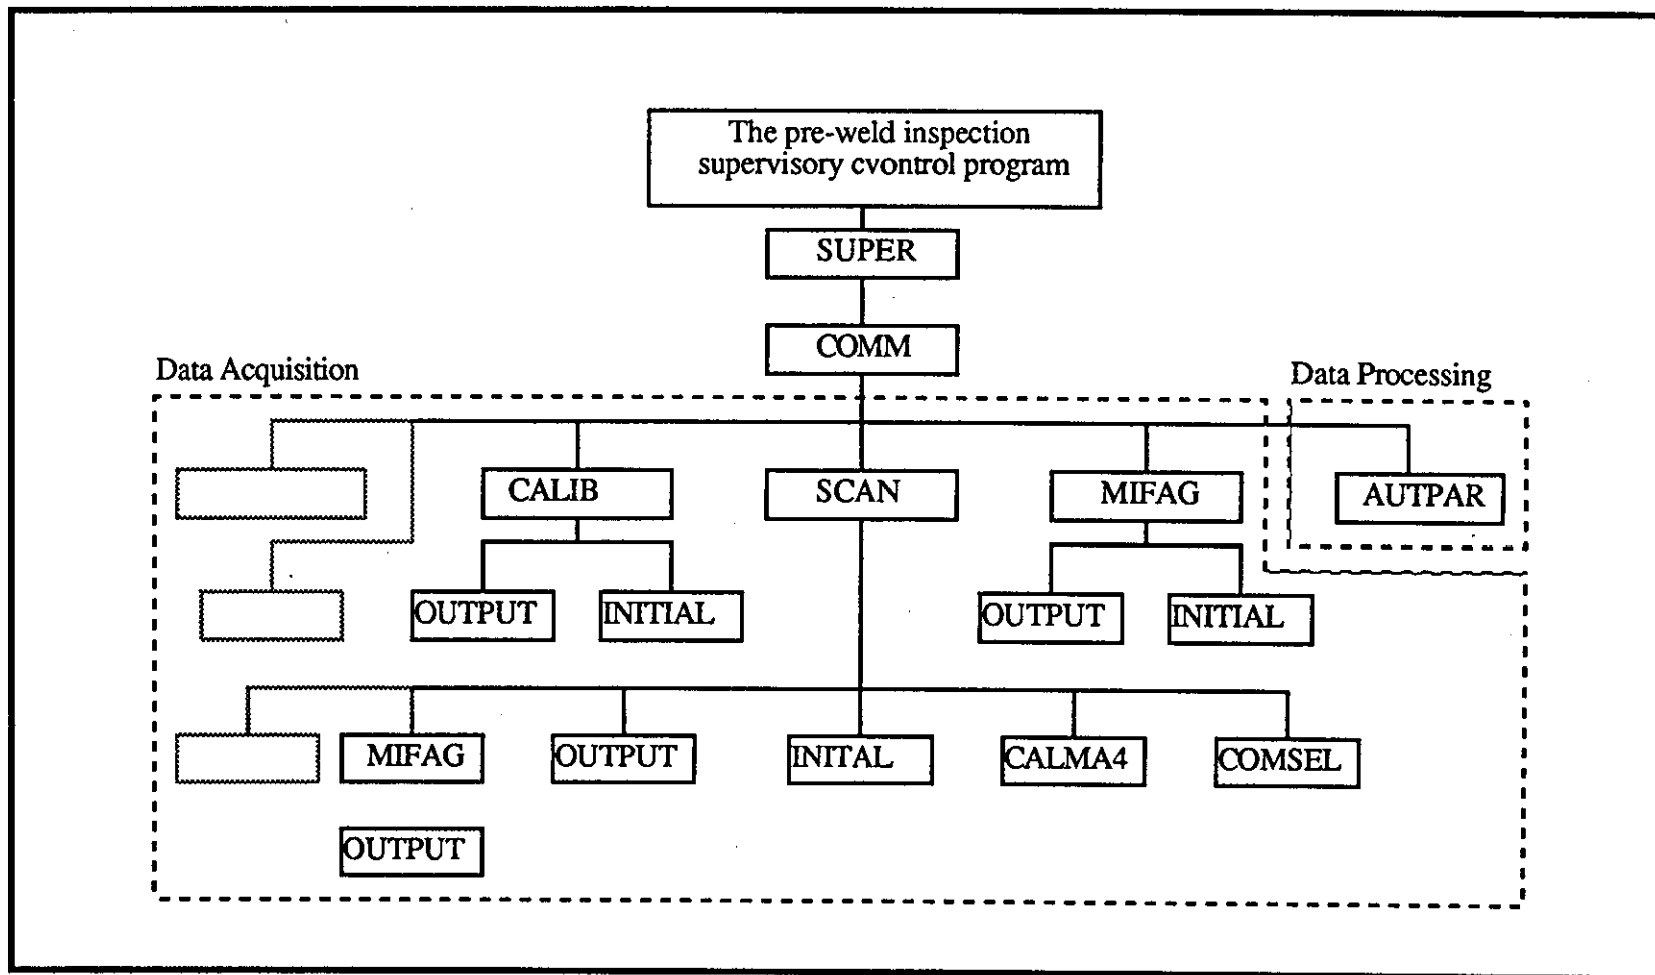 The pre-weld inspection
supervisory cvontrol program
SUPER
COMM
Data Acquisition
Data Processing
CALIB
SCAN
MIFAG
AUTPAR
OUTPUT
INITIAL
OUTPUT
INITIAL
MIFAG
OUTPUT
INITAL
CALMA4
COMSEL
OUTPUT